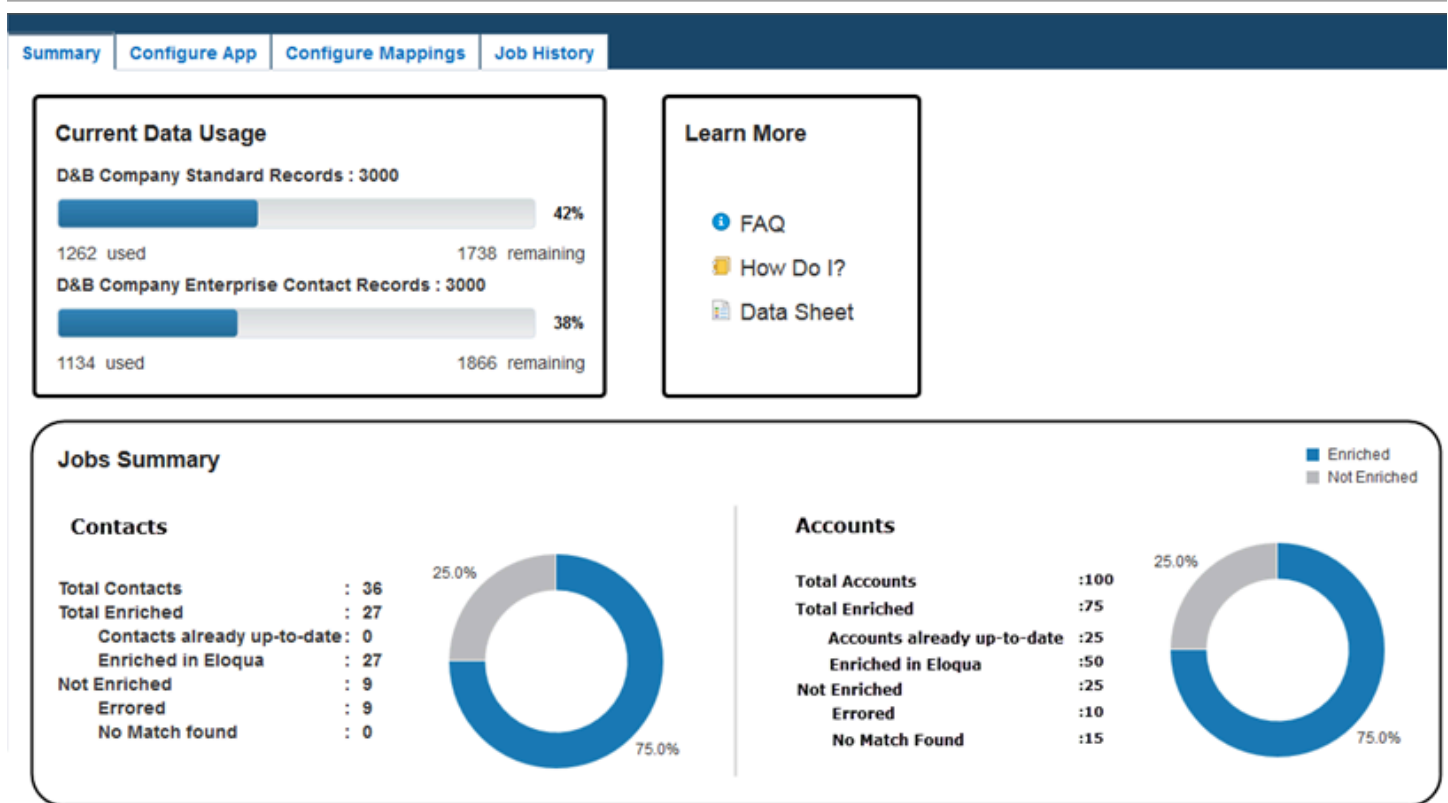 Summary Configure App Configure Mappings Job History
Current Data Usage
D&B Company Standard Records : 3000
42%
1262 used 1738 remaining
D&B Company Enterprise Contact Records : 3000
38%
1134 used 1866 remaining
Learn More
FAQ
How Do I?
Data Sheet
Jobs Summary
Enriched
Not Enriched
Contacts
Total Contacts : 36
Total Enriched : 27
Contacts already up-to-date : 0
Enriched in Eloqua : 27
Not Enriched : 9
Errored : 9
No Match found : 0
25.0%
75.0%
Accounts
Total Accounts :100
Total Enriched :75
Accounts already up-to-date :25
Enriched in Eloqua :50
Not Enriched :25
Errored :10
No Match Found :15
25.0%
75.0%